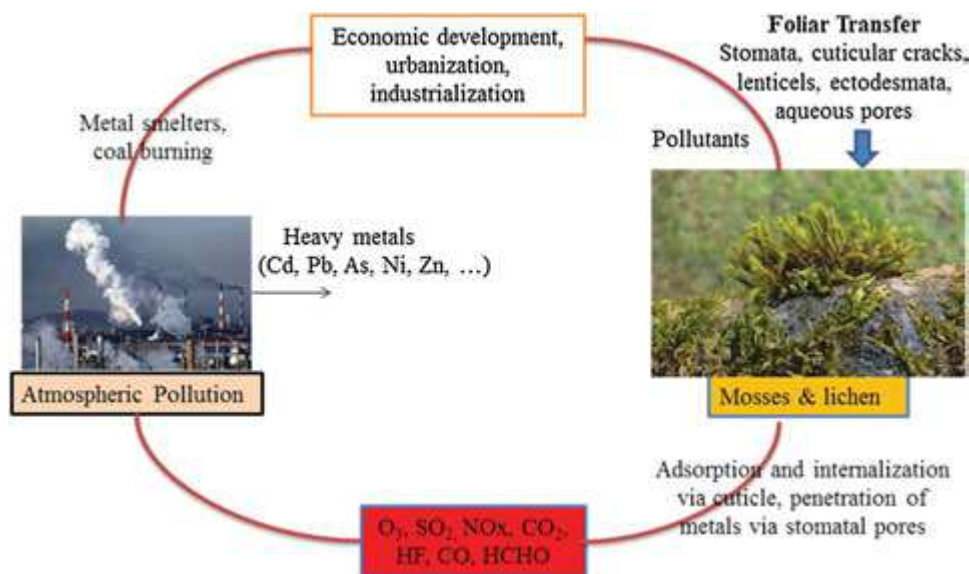 Economic development,
urbanization,
industrialization
Foliar Transfer
Stomata, cuticular cracks,
lenticels, ectodesmata,
aqueous pores
Metal smelters,
coal burning
Pollutants
Heavy metals
(Cd, Pb, As, Ni, Zn, …)
Atmospheric Pollution
Mosses & lichen
Adsorption and internalization
via cuticle, penetration of
metals via stomatal pores
O₃, SO₂, NOx, CO₂,
HF, CO, HCHO